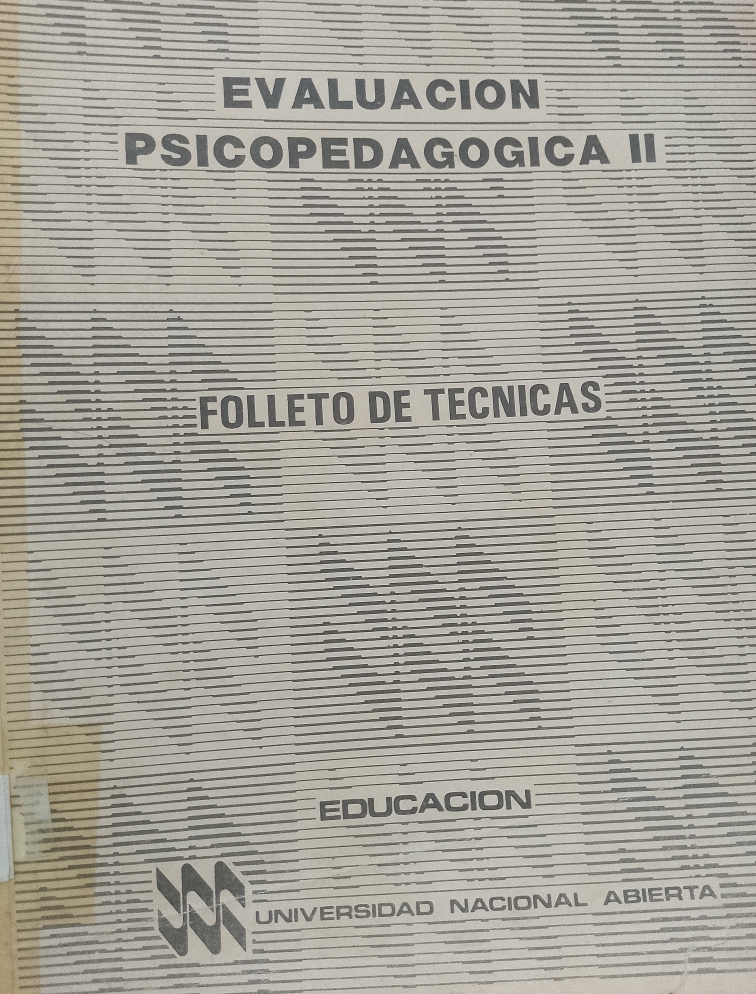 EVALUACION
PSICOPEDAGOGICA II
FOLLETO DE TECNICAS
EDUCACION
UNIVERSIDAD NACIONAL ABIERTA